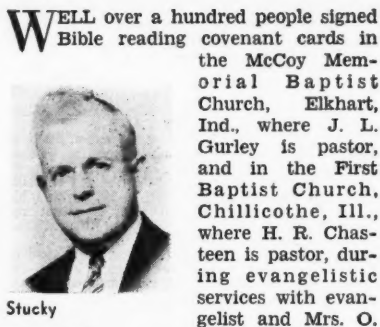 WELL over a hundred people signed
Bible reading covenant cards in
the McCoy Mem-
orial Baptist
Church, Elkhart,
Ind., where J. L.
Gurley is pastor,
and in the First
Baptist Church,
Chillicothe, Ill.,
where H. R. Chas-
teen is pastor, dur-
ing evangelistic
services with evan-
gelist and Mrs. O.
Stucky